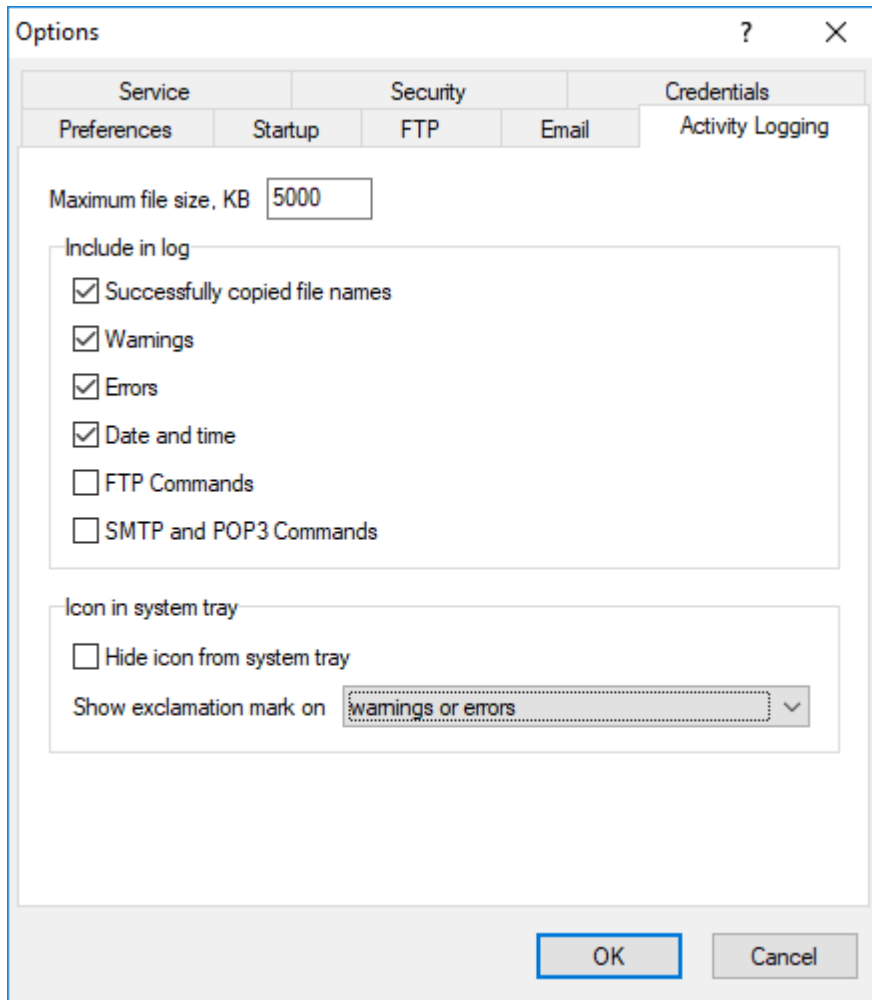 Options ?
Service Security Credentials
Preferences Startup FTP Email Activity Logging
Maximum file size, KB 5000
Include in log
Successfully copied file names
Warnings
Errors
Date and time
FTP Commands
SMTP and POP3 Commands
Icon in system tray
Hide icon from system tray
Show exclamation mark on warnings or errors
OK Cancel